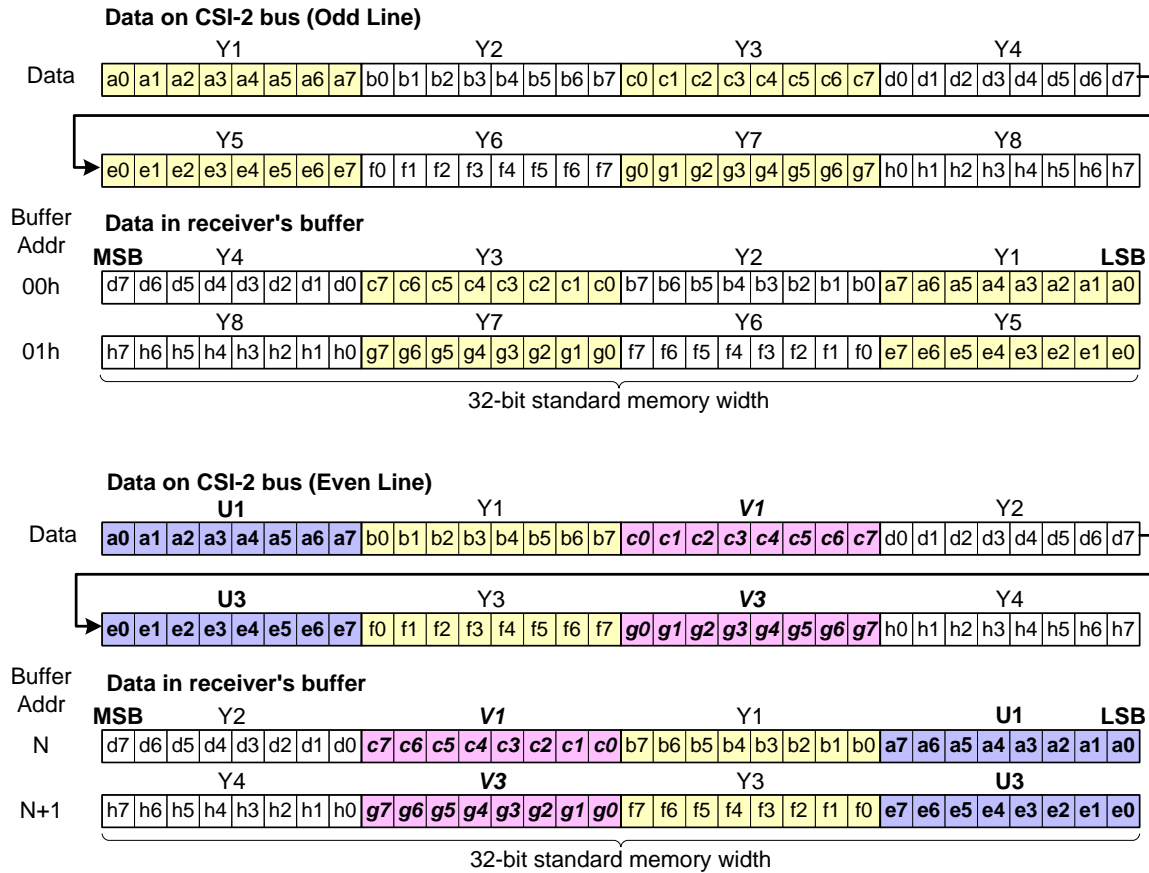 Data on CSI-2 bus (Odd Line)
Y1 Y2 Y3 Y4
Data a0 a1 a2 a3 a4 a5 a6 a7 b0 b1 b2 b3 b4 b5 b6 b7 c0 c1 c2 c3 c4 c5 c6 c7 d0 d1 d2 d3 d4 d5 d6 d7
Y5 Y6 Y7 Y8
e0 e1 e2 e3 e4 e5 e6 e7 f0 f1 f2 f3 f4 f5 f6 f7 g0 g1 g2 g3 g4 g5 g6 g7 h0 h1 h2 h3 h4 h5 h6 h7
Buffer Addr
Data in receiver's buffer
MSB Y4 Y3 Y2 Y1 LSB
00h d7 d6 d5 d4 d3 d2 d1 d0 c7 c6 c5 c4 c3 c2 c1 c0 b7 b6 b5 b4 b3 b2 b1 b0 a7 a6 a5 a4 a3 a2 a1 a0
Y8 Y7 Y6 Y5
01h h7 h6 h5 h4 h3 h2 h1 h0 g7 g6 g5 g4 g3 g2 g1 g0 f7 f6 f5 f4 f3 f2 f1 f0 e7 e6 e5 e4 e3 e2 e1 e0
32-bit standard memory width
Data on CSI-2 bus (Even Line)
U1 Y1 V1 Y2
Data a0 a1 a2 a3 a4 a5 a6 a7 b0 b1 b2 b3 b4 b5 b6 b7 c0 c1 c2 c3 c4 c5 c6 c7 d0 d1 d2 d3 d4 d5 d6 d7
U3 Y3 V3 Y4
e0 e1 e2 e3 e4 e5 e6 e7 f0 f1 f2 f3 f4 f5 f6 f7 g0 g1 g2 g3 g4 g5 g6 g7 h0 h1 h2 h3 h4 h5 h6 h7
Buffer Addr
Data in receiver's buffer
MSB Y2 V1 Y1 U1 LSB
N d7 d6 d5 d4 d3 d2 d1 d0 c7 c6 c5 c4 c3 c2 c1 c0 b7 b6 b5 b4 b3 b2 b1 b0 a7 a6 a5 a4 a3 a2 a1 a0
Y4 V3 Y3 U3
N+1 h7 h6 h5 h4 h3 h2 h1 h0 g7 g6 g5 g4 g3 g2 g1 g0 f7 f6 f5 f4 f3 f2 f1 f0 e7 e6 e5 e4 e3 e2 e1 e0
32-bit standard memory width